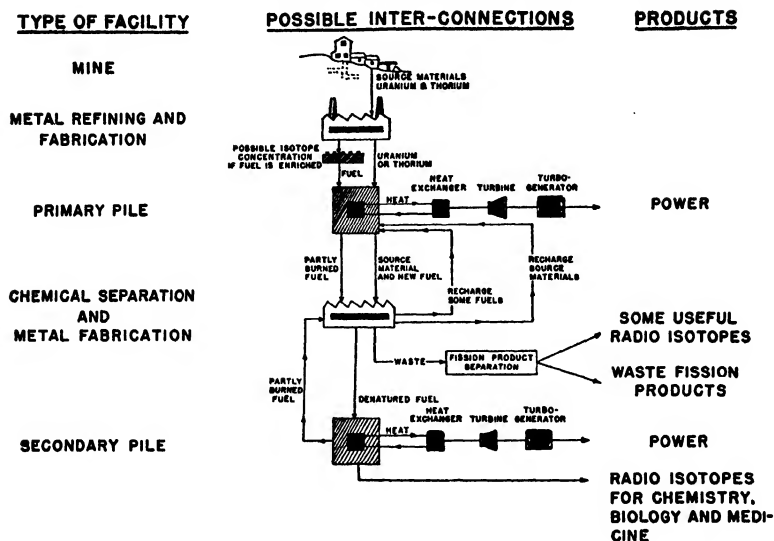 TYPE OF FACILITY
POSSIBLE INTER-CONNECTIONS
PRODUCTS
MINE
SOURCE MATERIALS
URANIUM & THORIUM
METAL REFINING AND
FABRICATION
POSSIBLE ISOTOPE
CONCENTRATION
IF FUEL IS ENRICHED
FUEL
URANIUM
OR THORIUM
PRIMARY PILE
HEAT
HEAT
EXCHANGER
TURBINE
TURBO-
GENERATOR
POWER
PARTLY
BURNED
FUEL
SOURCE
MATERIAL
AND NEW FUEL
RECHARGE
SOME FUELS
RECHARGE
SOURCE
MATERIALS
CHEMICAL SEPARATION
AND
METAL FABRICATION
WASTE
FISSION PRODUCT
SEPARATION
SOME USEFUL
RADIO ISOTOPES
WASTE FISSION
PRODUCTS
PARTLY
BURNED
FUEL
DENATURED FUEL
SECONDARY PILE
HEAT
HEAT
EXCHANGER
TURBINE
TURBO-
GENERATOR
POWER
RADIO ISOTOPES
FOR CHEMISTRY,
BIOLOGY AND MEDI-
CINE